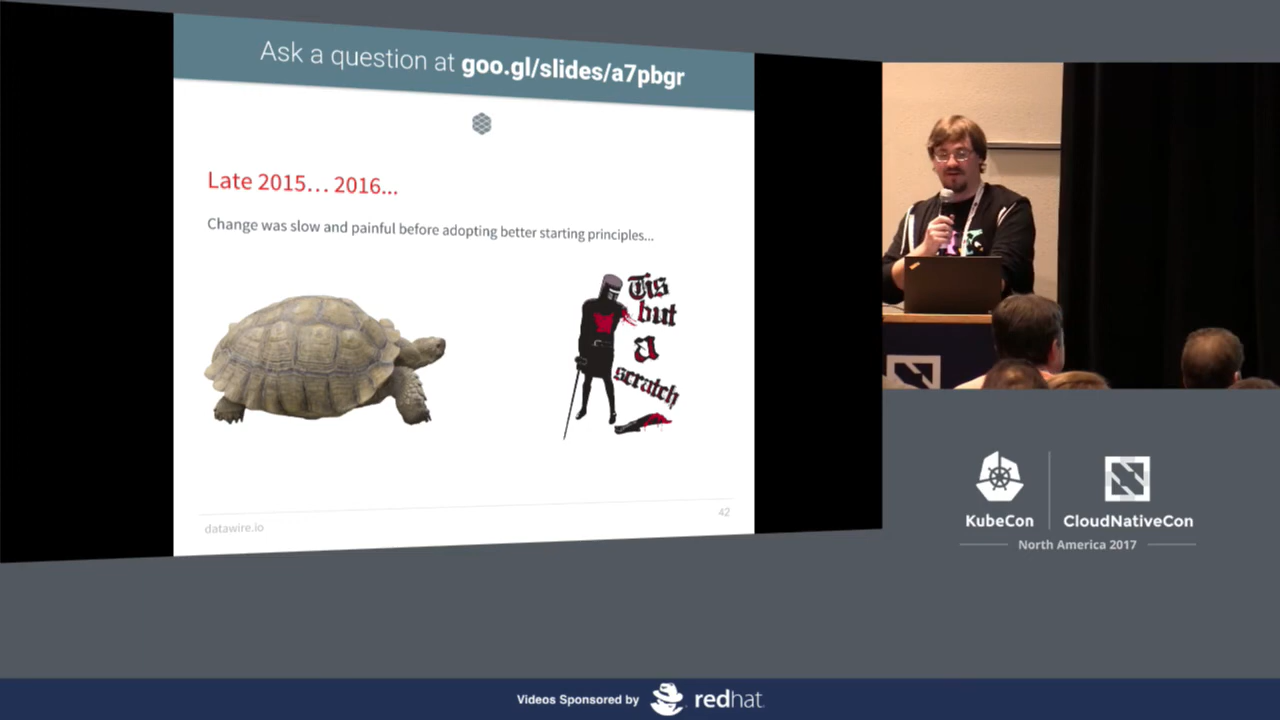 Ask a question at goo.gl/slides/a7pbgr
Late 2015... 2016...
Change was slow and painful before adopting better starting principles...
Tis
but
a
scratch
datawire.io
42
KubeCon
CloudNativeCon
North America 2017
Videos Sponsored by
redhat.